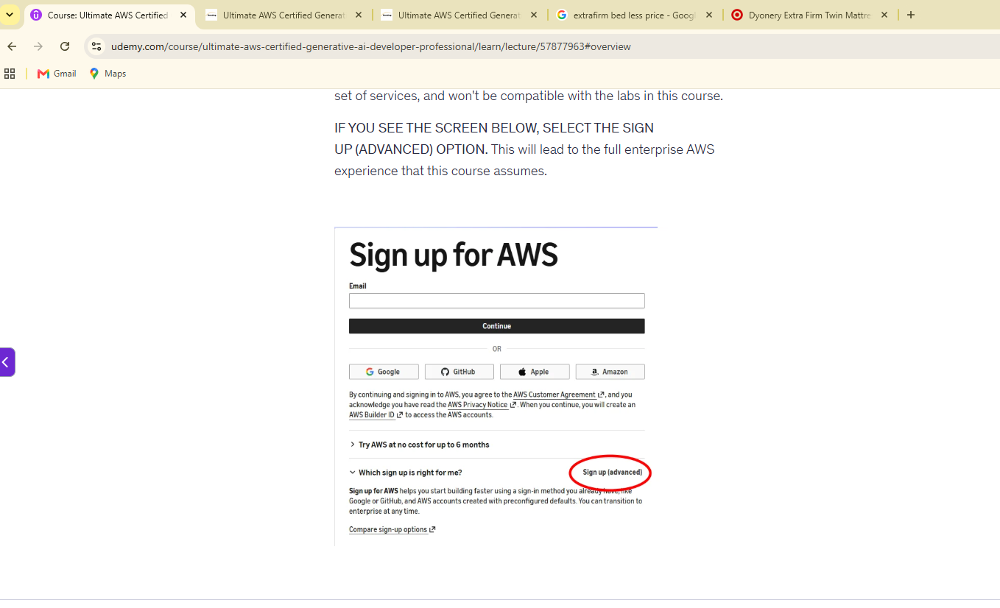 Course: Ultimate AWS Certified
Ultimate AWS Certified Generat
Ultimate AWS Certified Generat
extrafirm bed less price - Goog
Dyonery Extra Firm Twin Mattre
udemy.com/course/ultimate-aws-certified-generative-ai-developer-professional/learn/lecture/57877963#overview
Gmail
Maps
set of services, and won't be compatible with the labs in this course.
IF YOU SEE THE SCREEN BELOW, SELECT THE SIGN
UP (ADVANCED) OPTION. This will lead to the full enterprise AWS
experience that this course assumes.
Sign up for AWS
Email
Continue
OR
Google GitHub Apple Amazon
By continuing and signing in to AWS, you agree to the AWS Customer Agreement, and you
acknowledge you have read the AWS Privacy Notice. When you continue, you will create an
AWS Builder ID to access the AWS accounts.
Try AWS at no cost for up to 6 months
Which sign up is right for me? Sign up (advanced)
Sign up for AWS helps you start building faster using a sign-in method you already have, like
Google or GitHub, and AWS accounts created with preconfigured defaults. You can transition to
enterprise at any time.
Compare sign-up options